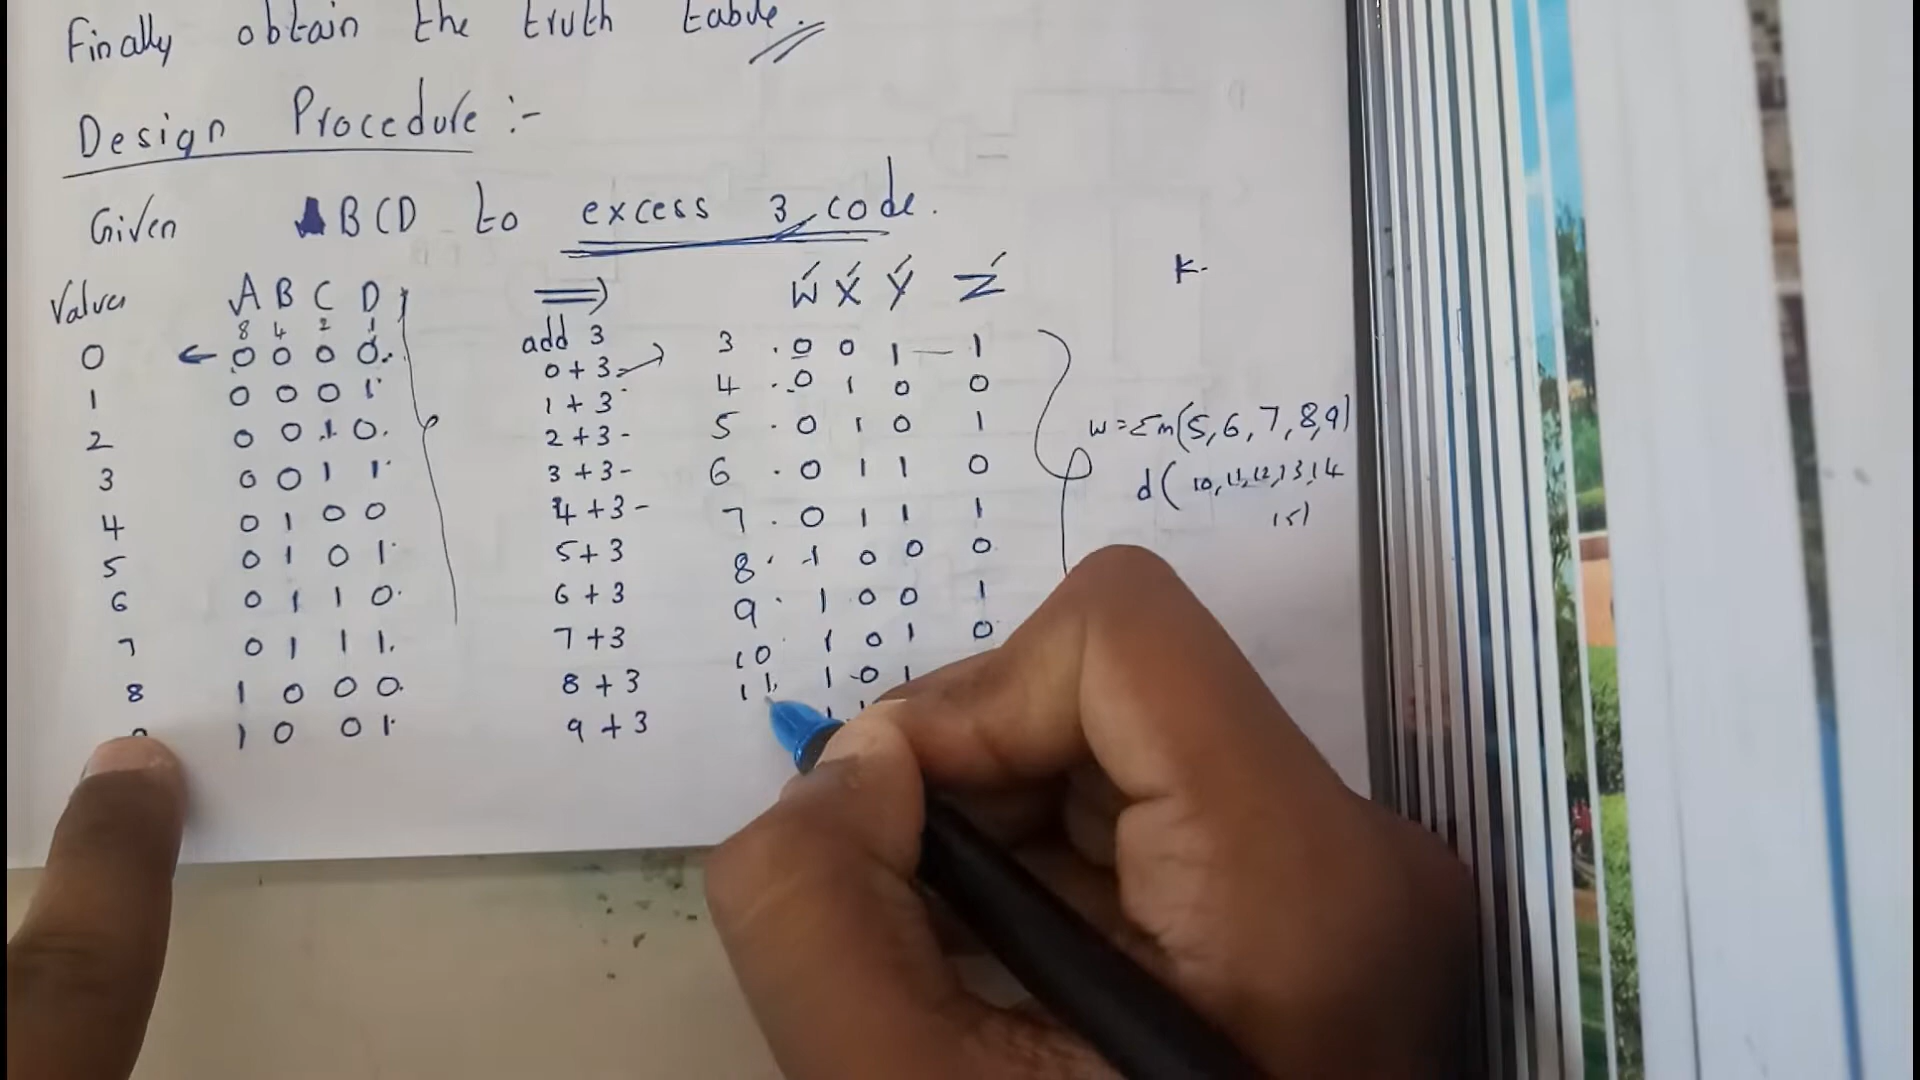 Finally obtain the truth table.
Design Procedure :-
Given BCD to excess 3 code.
Values A B C D ⇒ W X Y Z K-
8 4 2 1 add 3
0 ← 0 0 0 0. 0 + 3 → 3 . 0 0 1 — 1
1 0 0 0 1 1 + 3 4 . 0 1 0 0
2 0 0 1 0. 2 + 3 - 5 . 0 1 0 1 w = Σm(5,6,7,8,9)
3 0 0 1 1 3 + 3 - 6 . 0 1 1 0 d( 10,11,12,13,14
4 0 1 0 0 4 + 3 - 7 . 0 1 1 1 15)
5 0 1 0 1 5 + 3 8 . 1 0 0 0
6 0 1 1 0. 6 + 3 9 . 1 0 0 1
7 0 1 1 1. 7 + 3 10 1 0 1 0
8 1 0 0 0. 8 + 3 11 1 0 1
1 0 0 1 9 + 3